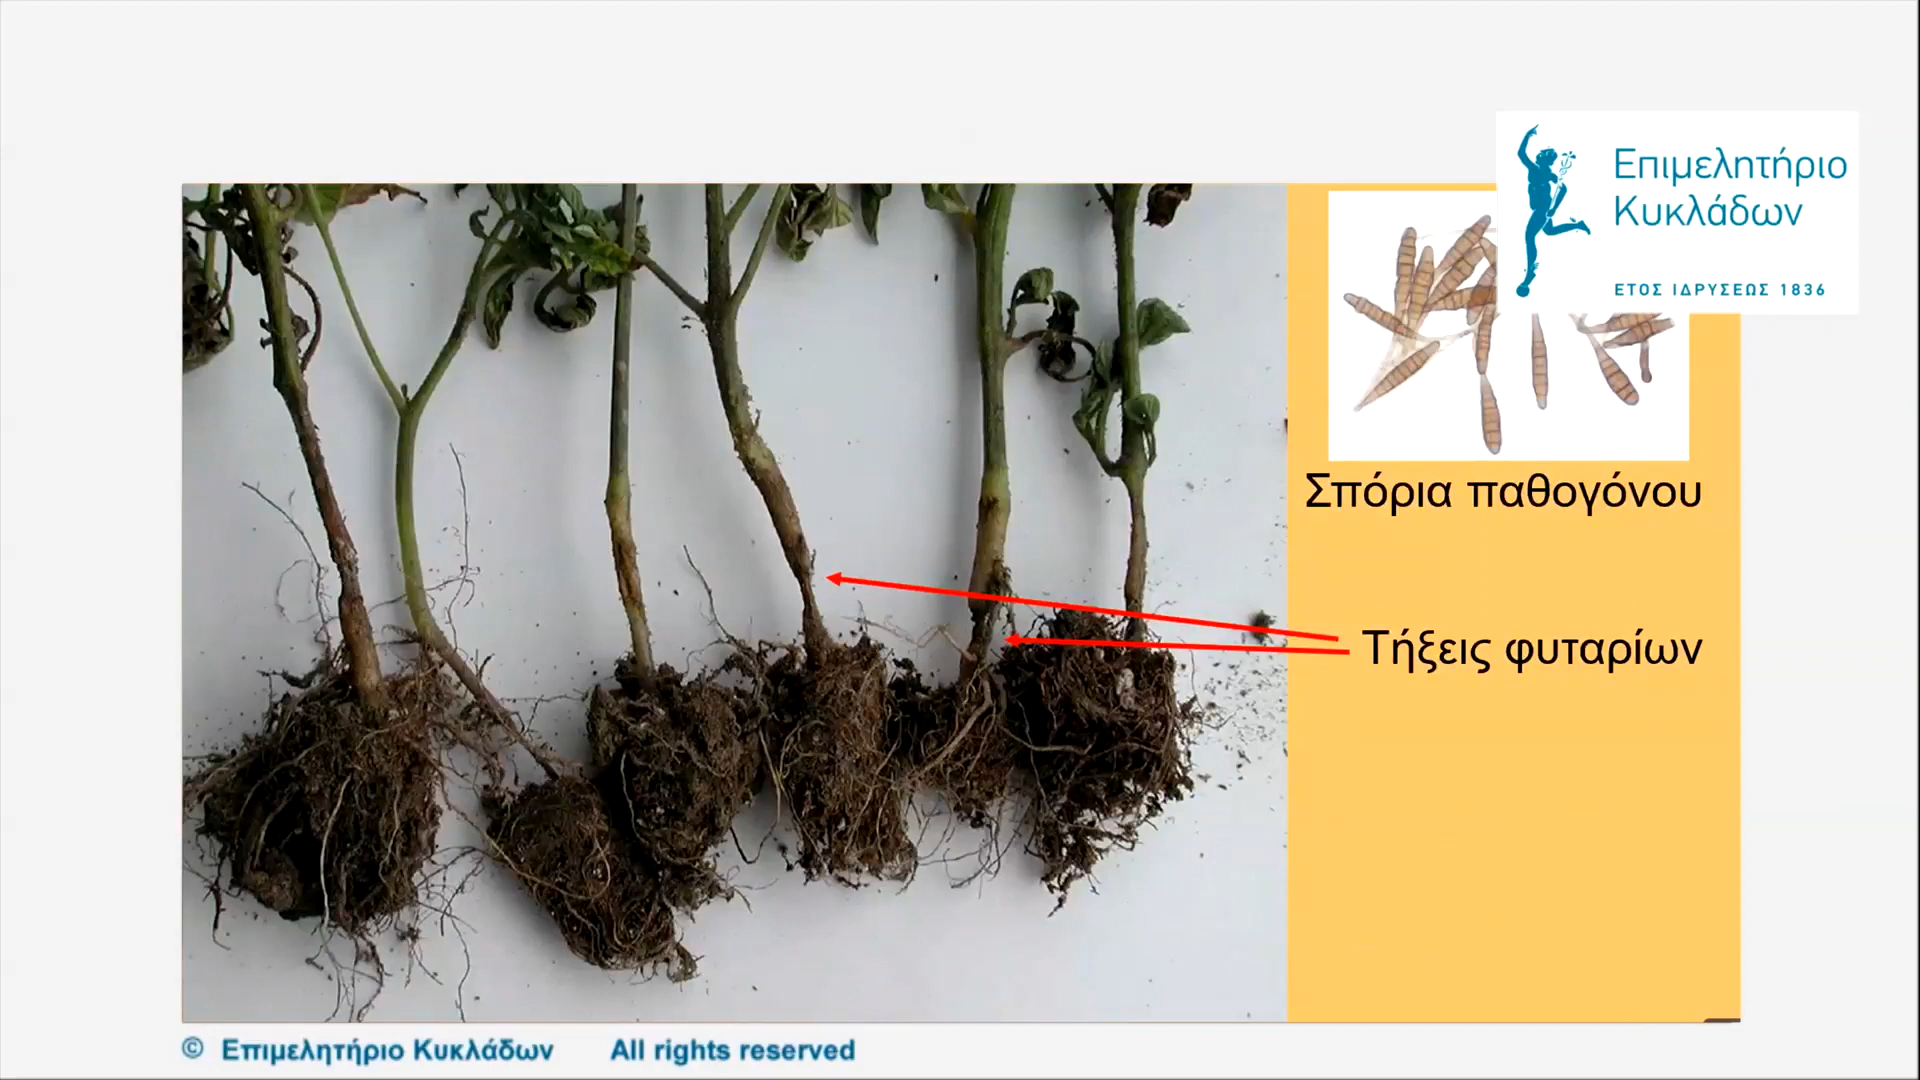 Επιμελητήριο
Κυκλάδων
ΕΤΟΣ ΙΔΡΥΣΕΩΣ 1836
Σπόρια παθογόνου
Τήξεις φυταρίων
© Επιμελητήριο Κυκλάδων All rights reserved